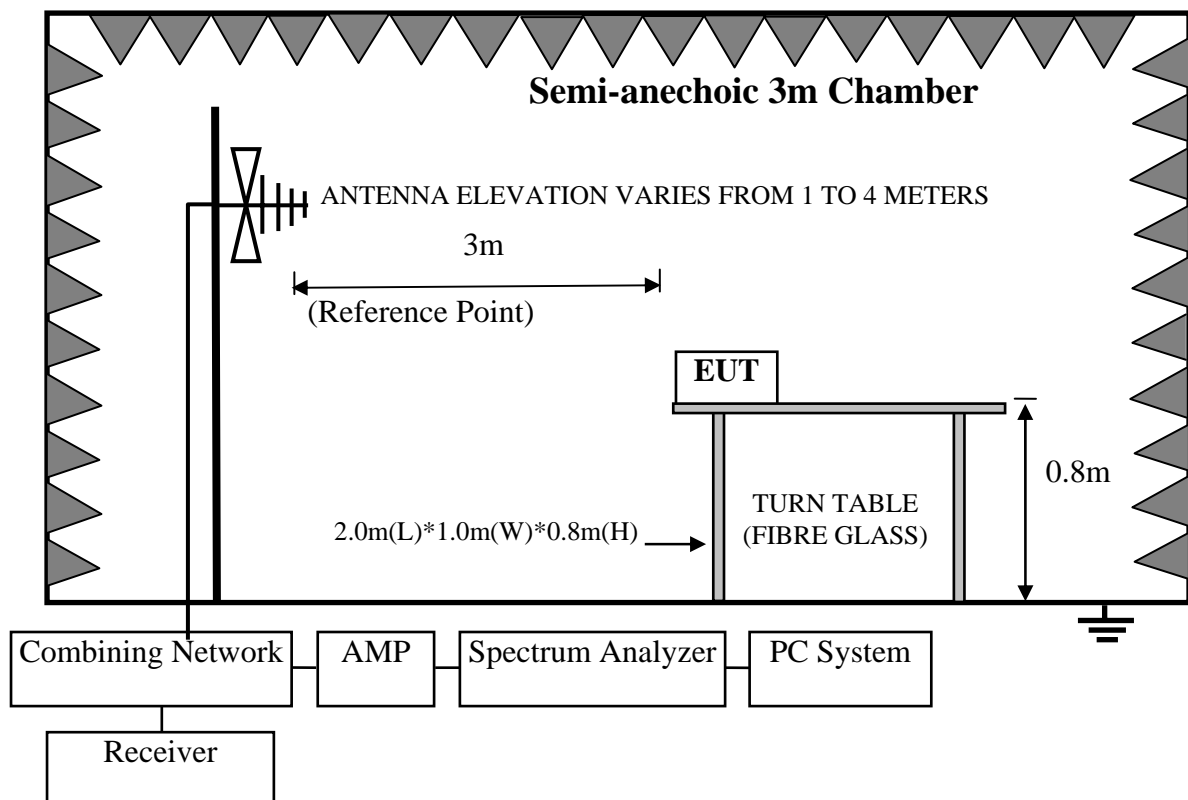 Semi-anechoic 3m Chamber
ANTENNA ELEVATION VARIES FROM 1 TO 4 METERS
3m
(Reference Point)
EUT
0.8m
TURN TABLE
(FIBRE GLASS)
2.0m(L)*1.0m(W)*0.8m(H)
Combining Network
AMP
Spectrum Analyzer
PC System
Receiver